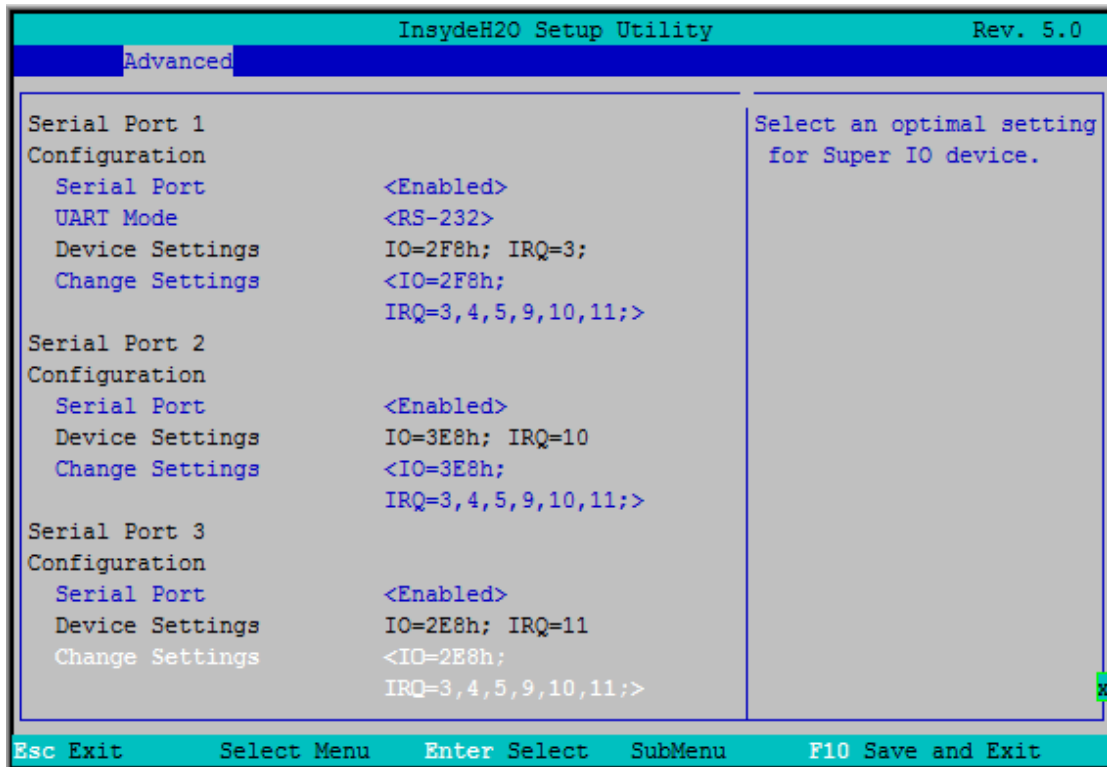 InsydeH2O Setup Utility Rev. 5.0
Advanced
Serial Port 1
Configuration
Serial Port <Enabled>
UART Mode <RS-232>
Device Settings IO=2F8h; IRQ=3;
Change Settings <IO=2F8h;
IRQ=3,4,5,9,10,11;>
Serial Port 2
Configuration
Serial Port <Enabled>
Device Settings IO=3E8h; IRQ=10
Change Settings <IO=3E8h;
IRQ=3,4,5,9,10,11;>
Serial Port 3
Configuration
Serial Port <Enabled>
Device Settings IO=2E8h; IRQ=11
Change Settings <IO=2E8h;
IRQ=3,4,5,9,10,11;>
Select an optimal setting
for Super IO device.
x
Esc Exit Select Menu Enter Select SubMenu F10 Save and Exit